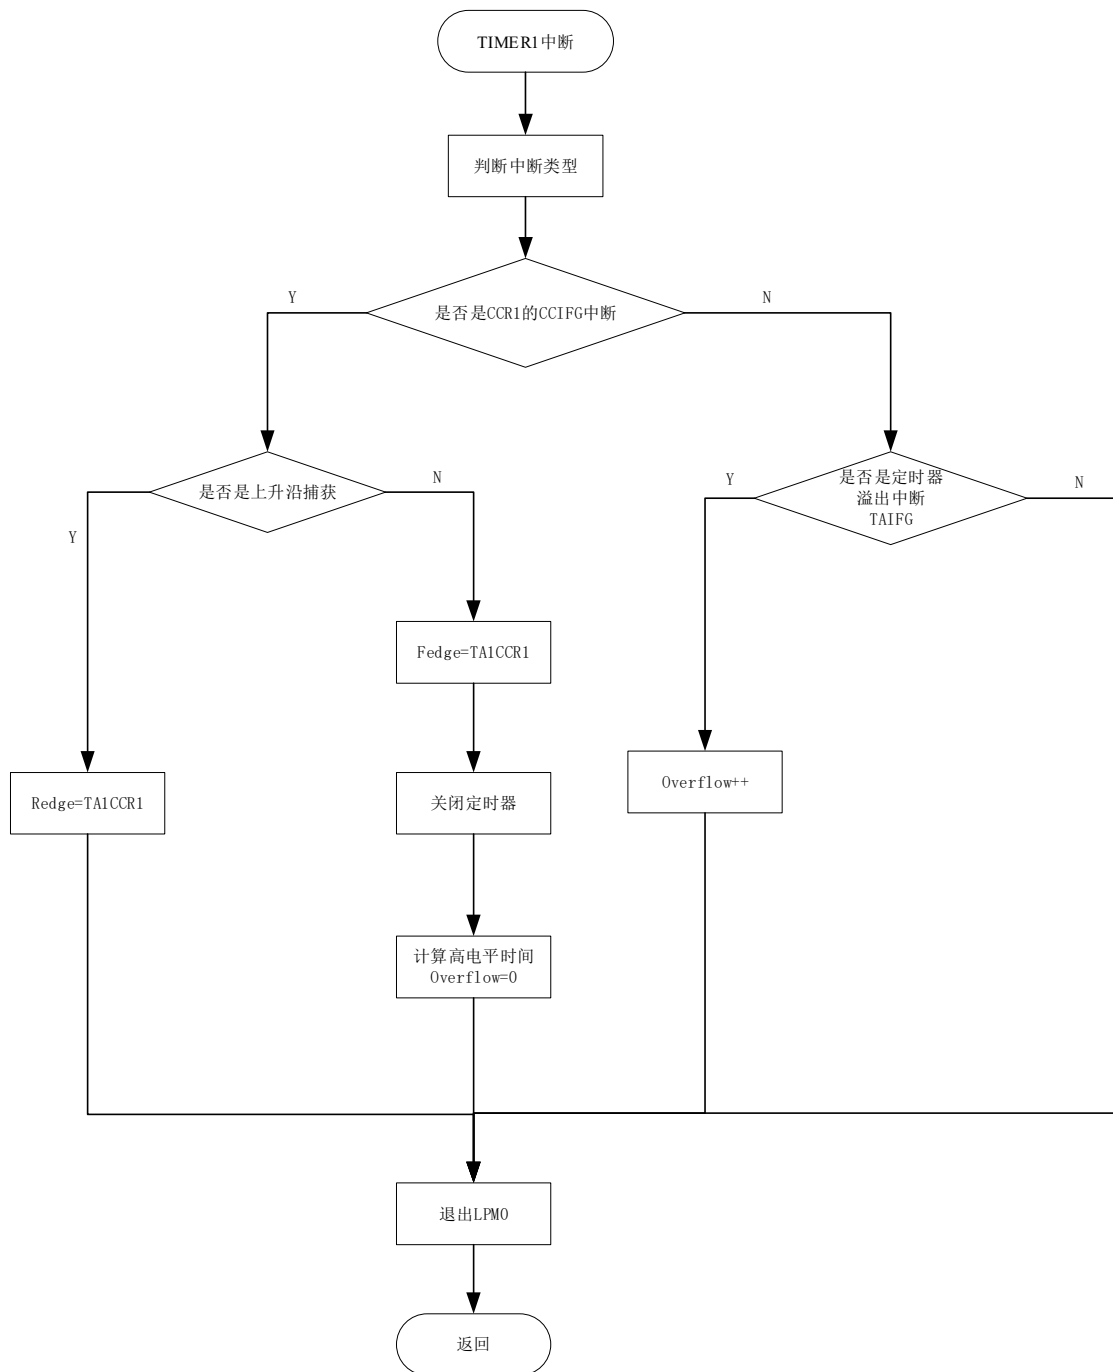 TIMER1中断
判断中断类型
是否是CCR1的CCIFG中断
Y
N
是否是上升沿捕获
Y
N
是否是定时器
溢出中断
TAIFG
Y
N
Fedge=TA1CCR1
Redge=TA1CCR1
关闭定时器
Overflow++
计算高电平时间
Overflow=0
退出LPM0
返回